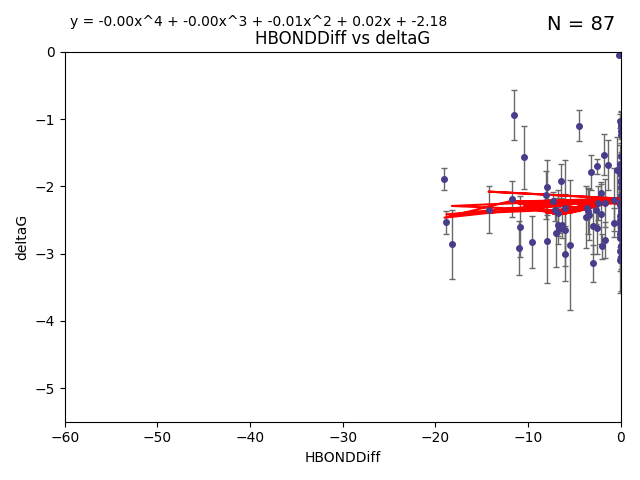 y = -0.00x^4 + -0.00x^3 + -0.01x^2 + 0.02x + -2.18
N = 87
HBONDDiff vs deltaG
0
−1
−2
−3
−4
−5
deltaG
−60
−50
−40
−30
−20
−10
0
HBONDDiff